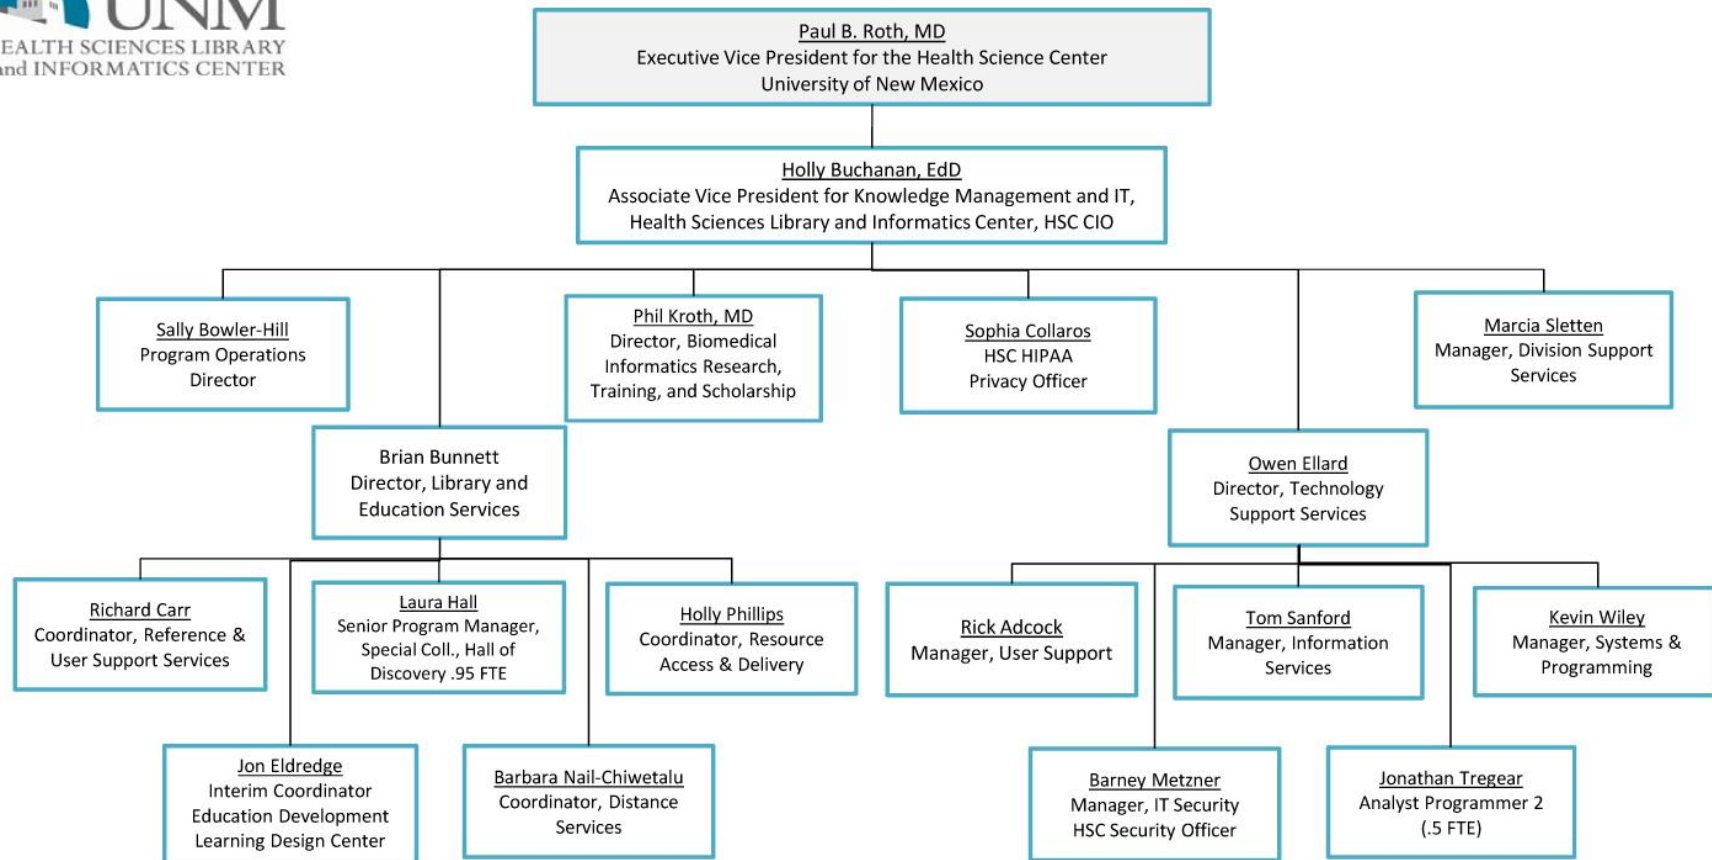 UNM
EALTH SCIENCES LIBRARY
and INFORMATICS CENTER
Paul B. Roth, MD
Executive Vice President for the Health Science Center
University of New Mexico
Holly Buchanan, EdD
Associate Vice President for Knowledge Management and IT,
Health Sciences Library and Informatics Center, HSC CIO
Sally Bowler-Hill
Program Operations
Director
Phil Kroth, MD
Director, Biomedical
Informatics Research,
Training, and Scholarship
Sophia Collaros
HSC HIPAA
Privacy Officer
Marcia Sletten
Manager, Division Support
Services
Brian Bunnett
Director, Library and
Education Services
Owen Ellard
Director, Technology
Support Services
Richard Carr
Coordinator, Reference &
User Support Services
Laura Hall
Senior Program Manager,
Special Coll., Hall of
Discovery .95 FTE
Holly Phillips
Coordinator, Resource
Access & Delivery
Rick Adcock
Manager, User Support
Tom Sanford
Manager, Information
Services
Kevin Wiley
Manager, Systems &
Programming
Jon Eldredge
Interim Coordinator
Education Development
Learning Design Center
Barbara Nail-Chiwetalu
Coordinator, Distance
Services
Barney Metzner
Manager, IT Security
HSC Security Officer
Jonathan Tregear
Analyst Programmer 2
(.5 FTE)